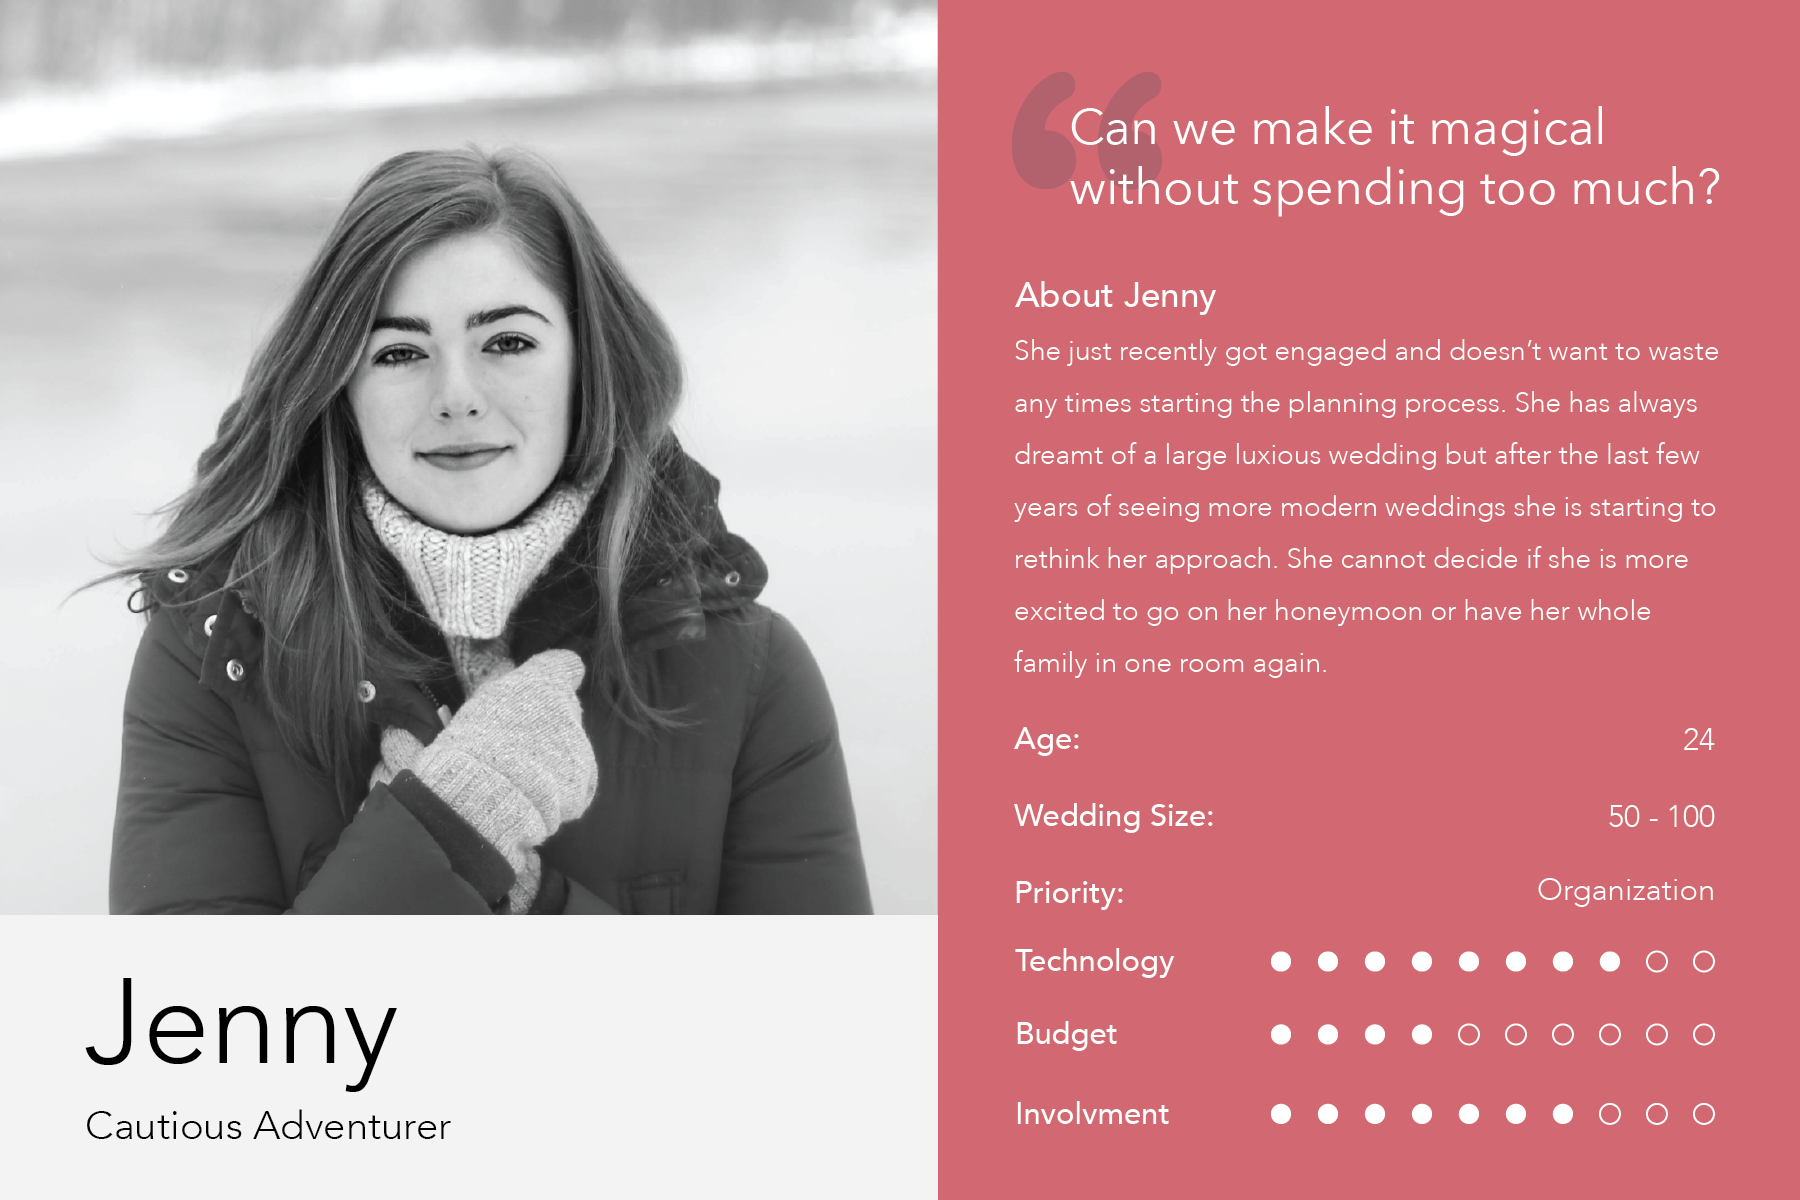 “
Can we make it magical
without spending too much?
About Jenny
She just recently got engaged and doesn’t want to waste
any times starting the planning process. She has always
dreamt of a large luxious wedding but after the last few
years of seeing more modern weddings she is starting to
rethink her approach. She cannot decide if she is more
excited to go on her honeymoon or have her whole
family in one room again.
Age: 24
Wedding Size: 50 - 100
Priority: Organization
Technology
Budget
Involvment
Jenny
Cautious Adventurer